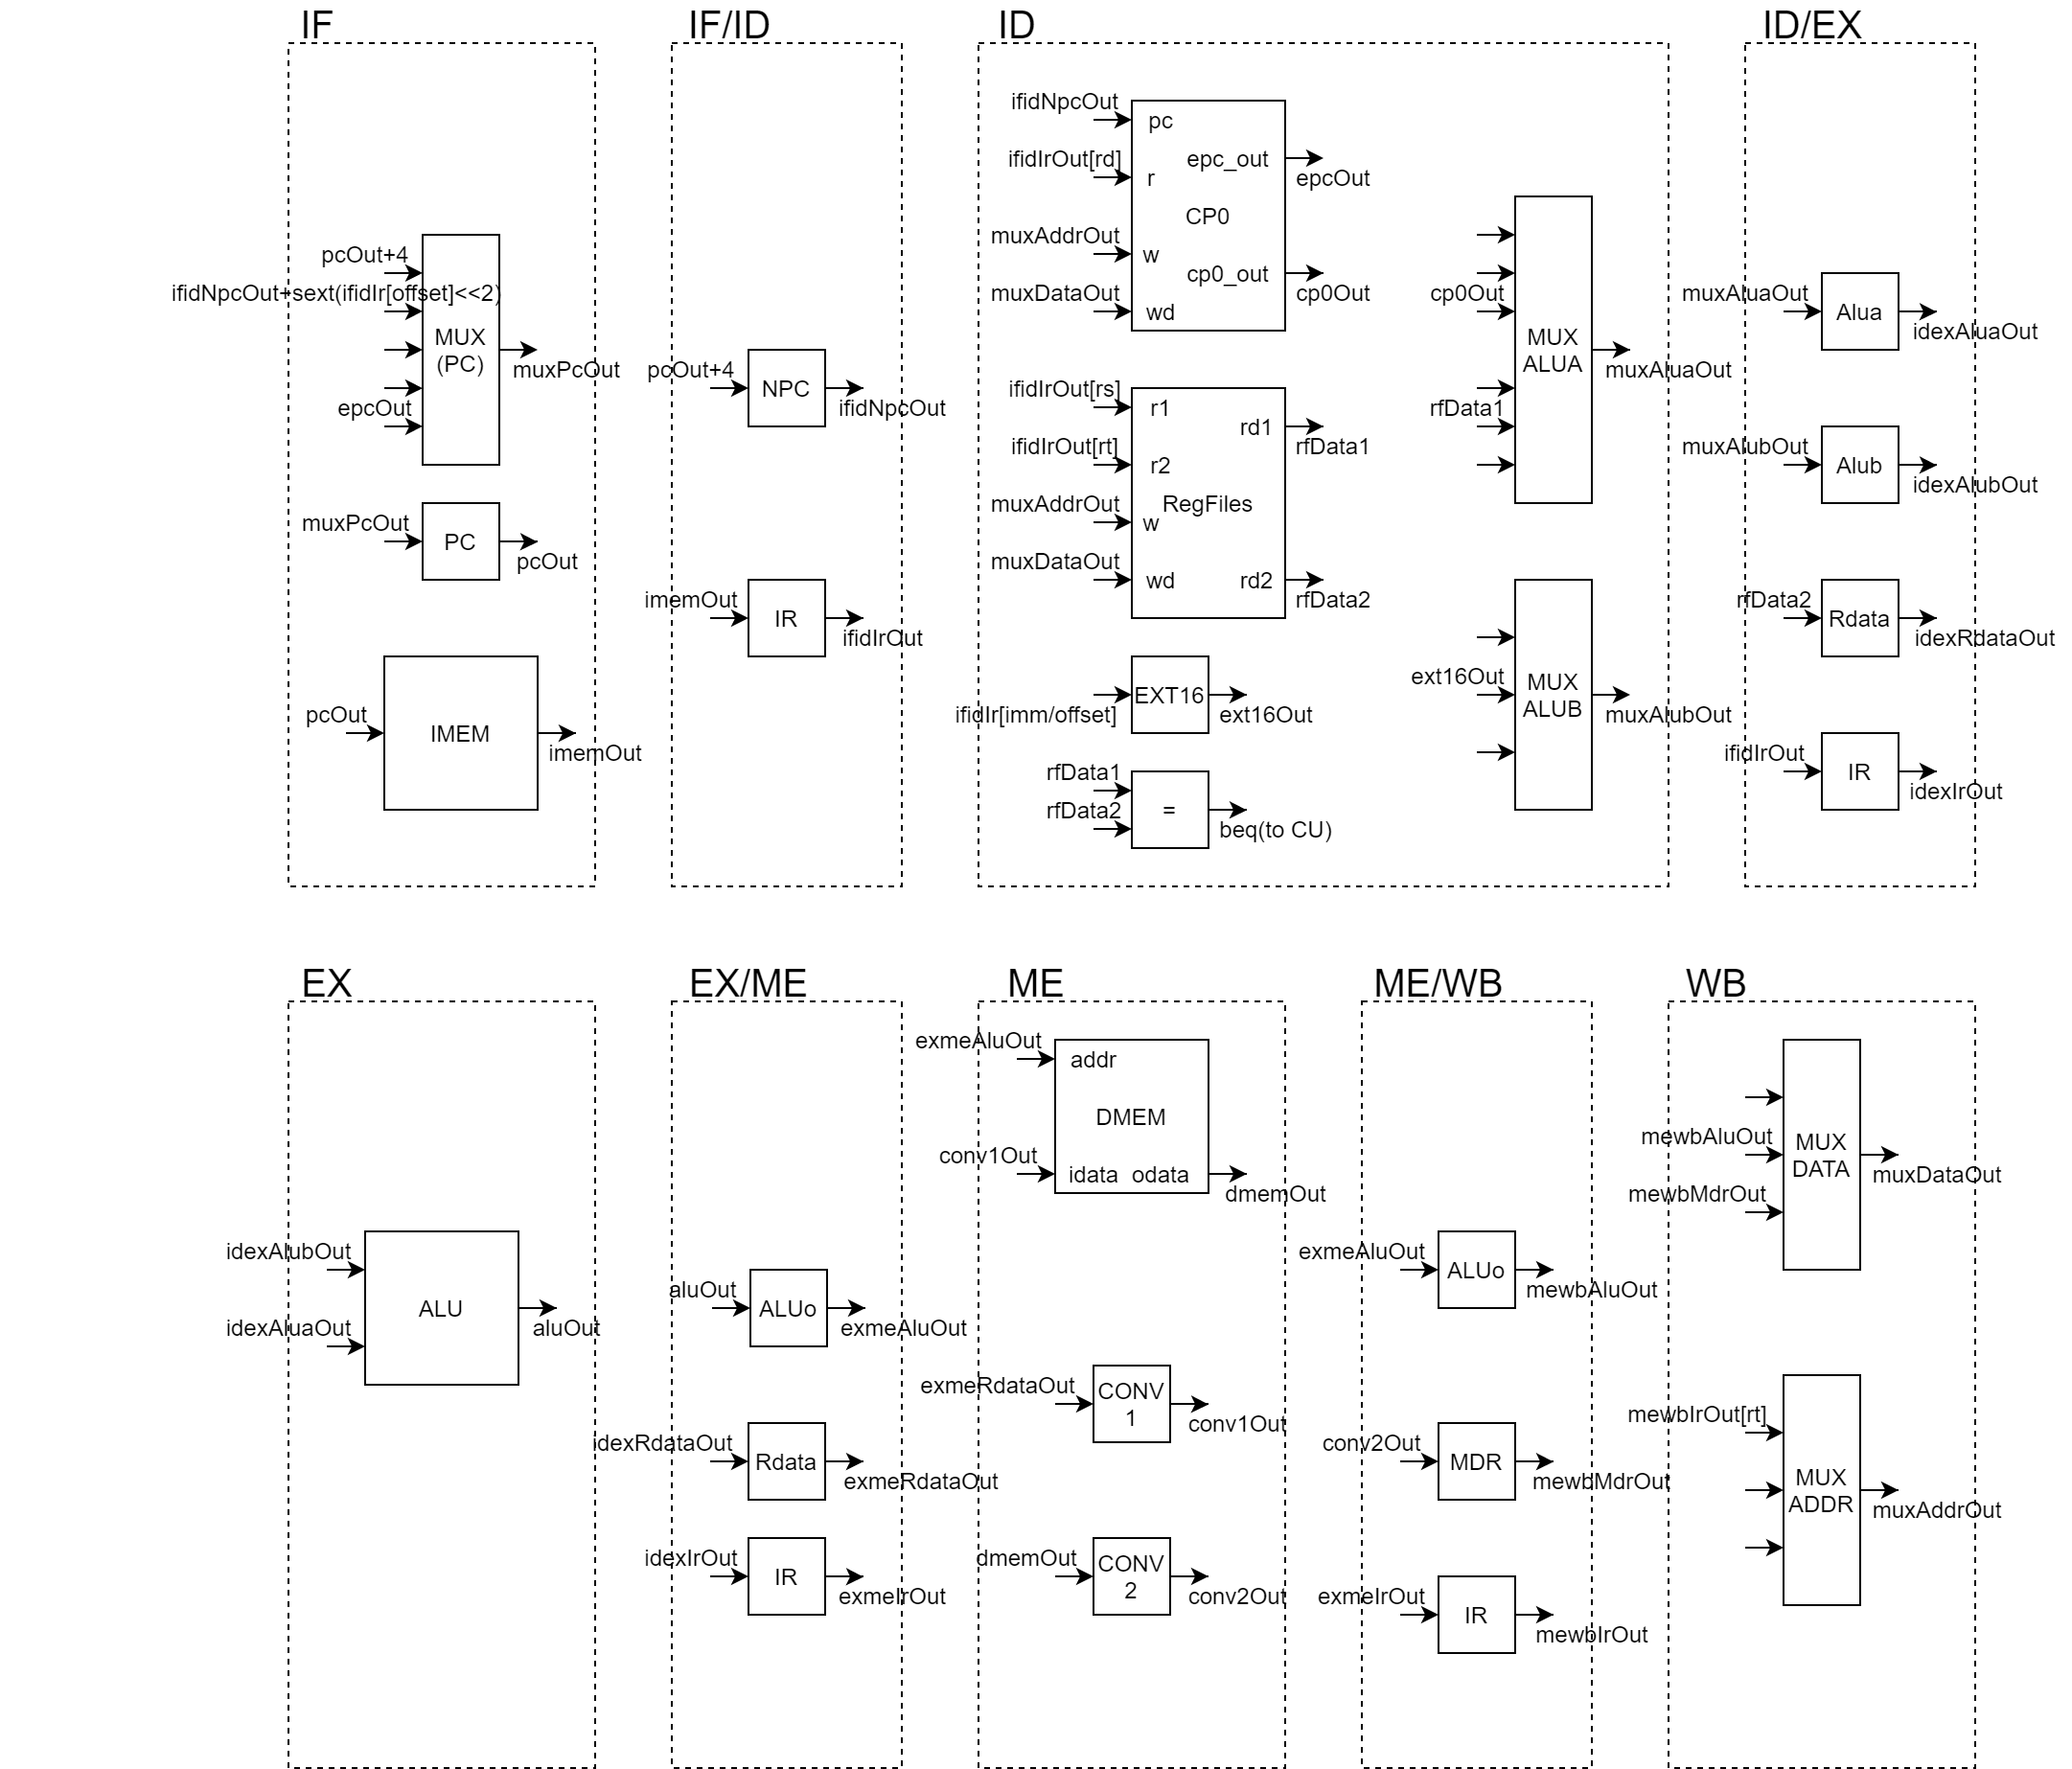 IF
pcOut+4
ifidNpcOut+sext(ifidIr[offset]<<2)
MUX
(PC)
muxPcOut
epcOut
muxPcOut
PC
pcOut
pcOut
IMEM
imemOut
IF/ID
pcOut+4
NPC
ifidNpcOut
imemOut
IR
ifidIrOut
ID
ifidNpcOut
pc
ifidIrOut[rd]
r
epc_out
epcOut
CP0
muxAddrOut
w
cp0_out
cp0Out
muxDataOut
wd
ifidIrOut[rs]
r1
rd1
rfData1
ifidIrOut[rt]
r2
muxAddrOut
w
RegFiles
muxDataOut
wd
rd2
rfData2
EXT16
ifidIr[imm/offset]
ext16Out
rfData1
rfData2
=
beq(to CU)
cp0Out
MUX
ALUA
muxAluaOut
rfData1
ext16Out
MUX
ALUB
muxAlubOut
ID/EX
muxAluaOut
Alua
idexAluaOut
muxAlubOut
Alub
idexAlubOut
rfData2
Rdata
idexRdataOut
ifidIrOut
IR
idexIrOut
EX
idexAlubOut
ALU
idexAluaOut
aluOut
EX/ME
aluOut
ALUo
exmeAluOut
idexRdataOut
Rdata
exmeRdataOut
idexIrOut
IR
exmeIrOut
ME
exmeAluOut
addr
DMEM
conv1Out
idata odata
dmemOut
exmeRdataOut
CONV
1
conv1Out
dmemOut
CONV
2
conv2Out
ME/WB
exmeAluOut
ALUo
mewbAluOut
conv2Out
MDR
mewbMdrOut
exmeIrOut
IR
mewbIrOut
WB
mewbAluOut
MUX
DATA
muxDataOut
mewbMdrOut
mewbIrOut[rt]
MUX
ADDR
muxAddrOut